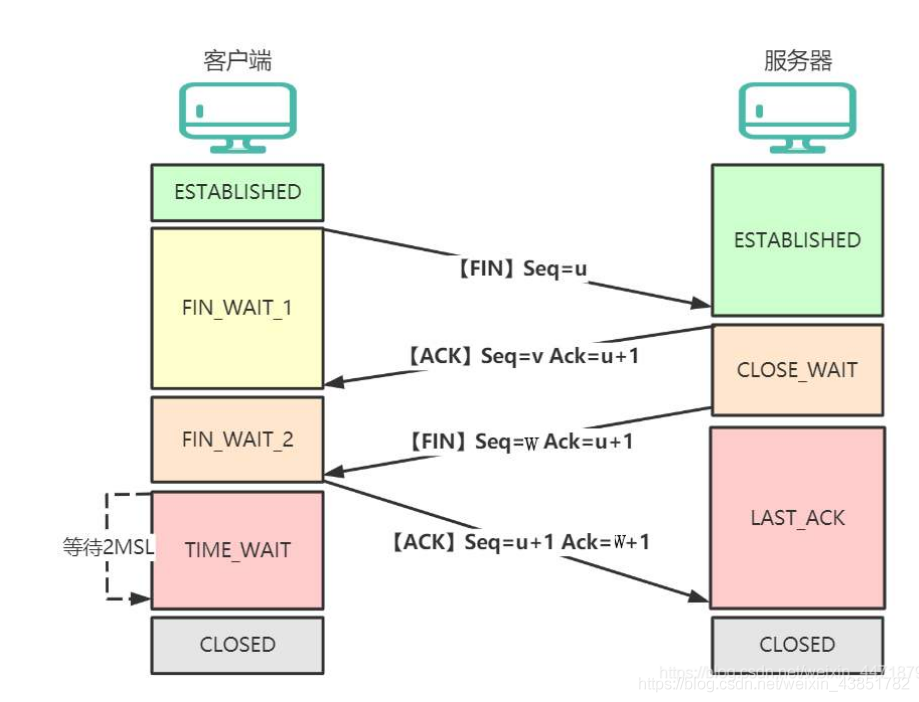 客户端
服务器
ESTABLISHED
ESTABLISHED
【FIN】Seq=u
FIN_WAIT_1
【ACK】Seq=v Ack=u+1
CLOSE_WAIT
FIN_WAIT_2
【FIN】Seq=w Ack=u+1
LAST_ACK
等待2MSL
TIME_WAIT
【ACK】Seq=u+1 Ack=w+1
CLOSED
CLOSED
https://blog.csdn.net/weixin_43851782